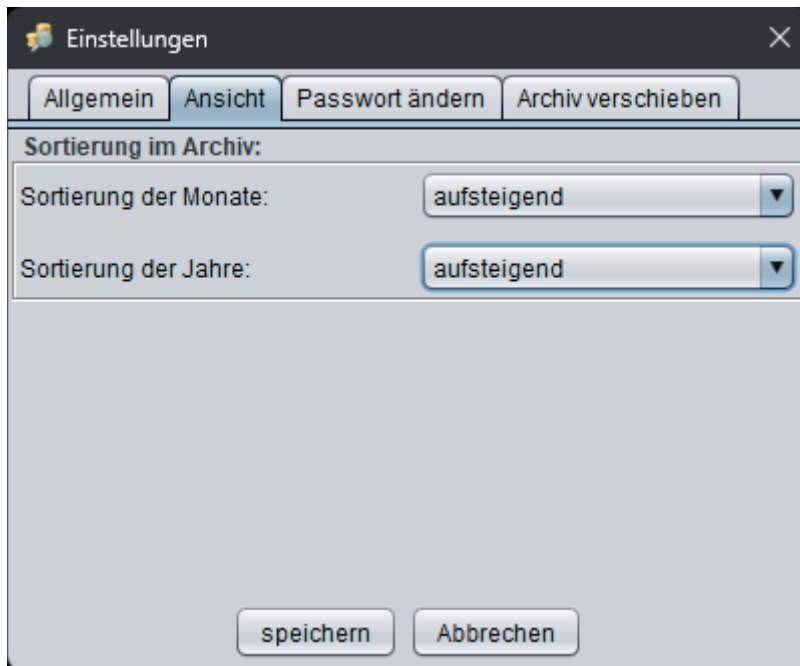 Einstellungen
Allgemein Ansicht Passwort ändern Archiv verschieben
Sortierung im Archiv:
Sortierung der Monate: aufsteigend
Sortierung der Jahre: aufsteigend
speichern Abbrechen